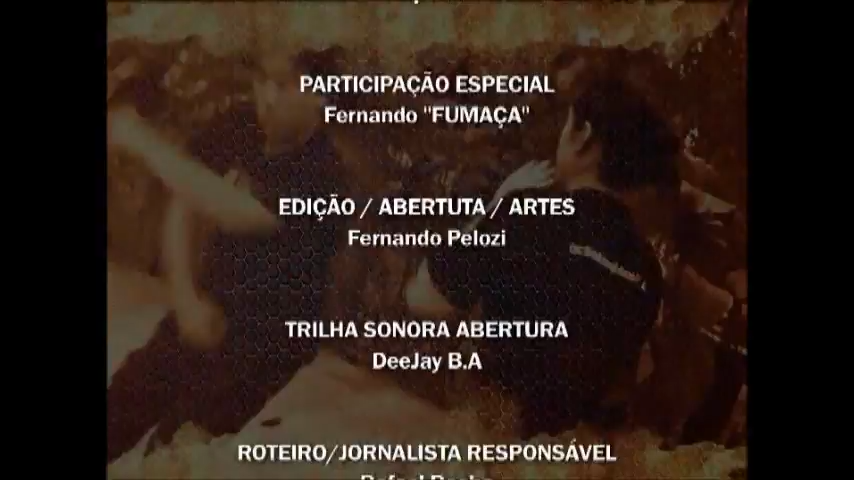 PARTICIPAÇÃO ESPECIAL
Fernando "FUMAÇA"
EDIÇÃO / ABERTUTA / ARTES
Fernando Pelozi
TRILHA SONORA ABERTURA
DeeJay B.A
ROTEIRO/JORNALISTA RESPONSÁVEL